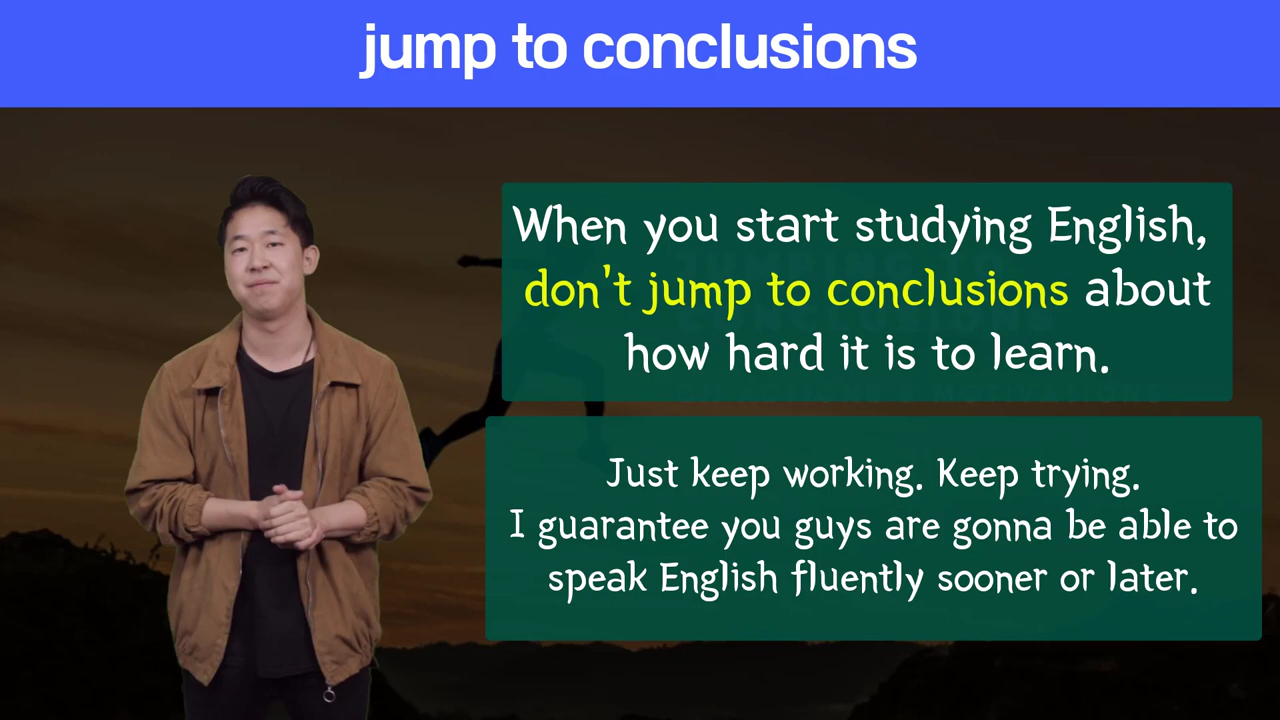 jump to conclusions
When you start studying English,
don't jump to conclusions about
how hard it is to learn.
Just keep working. Keep trying.
I guarantee you guys are gonna be able to
speak English fluently sooner or later.